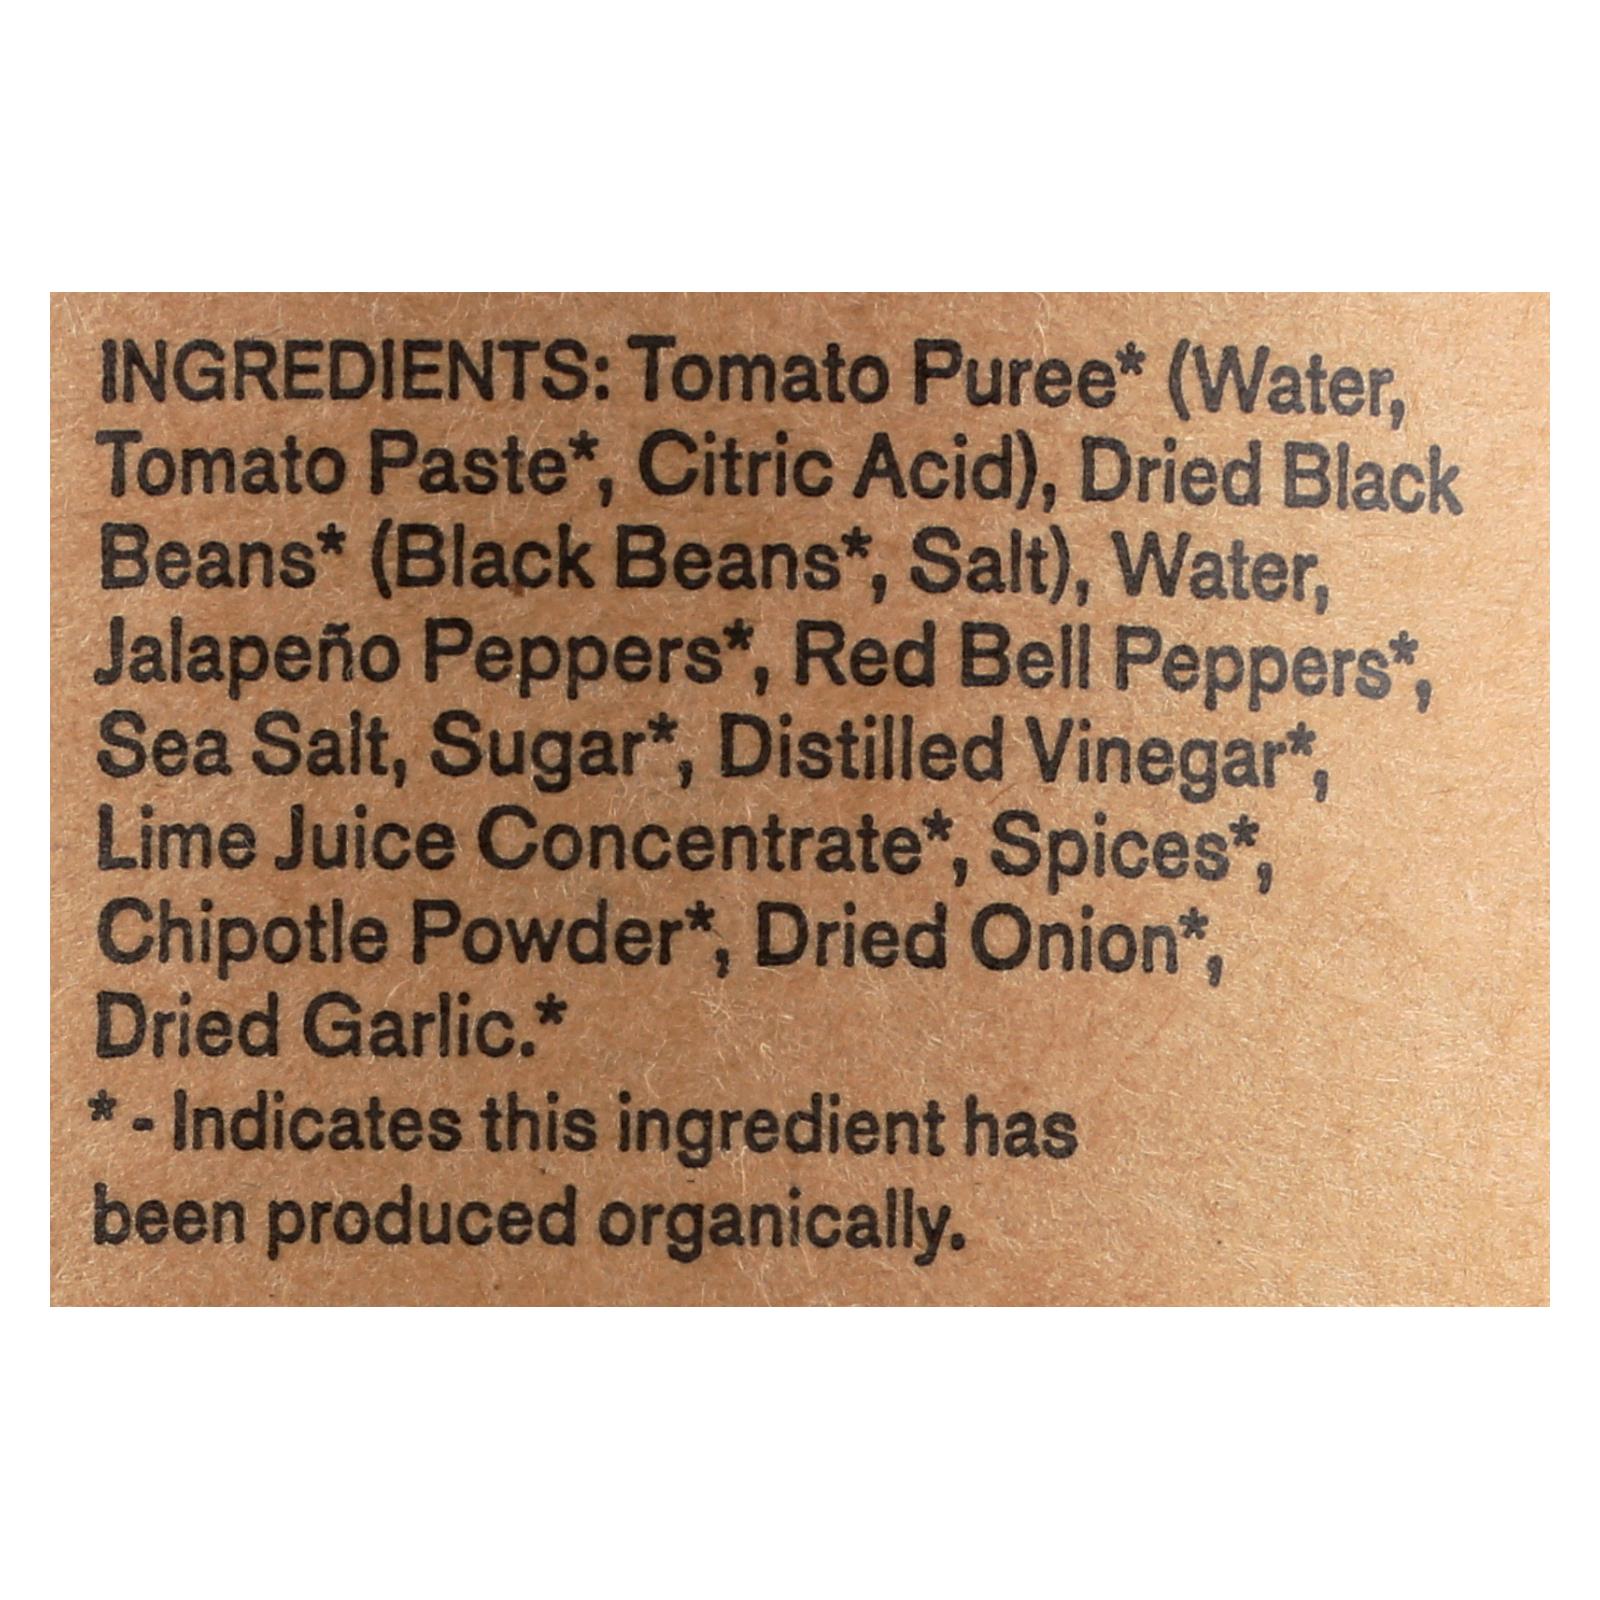 INGREDIENTS: Tomato Puree* (Water,
Tomato Paste*, Citric Acid), Dried Black
Beans* (Black Beans*, Salt), Water,
Jalapeño Peppers*, Red Bell Peppers*,
Sea Salt, Sugar*, Distilled Vinegar*,
Lime Juice Concentrate*, Spices*,
Chipotle Powder*, Dried Onion*,
Dried Garlic.*
* - Indicates this ingredient has
been produced organically.